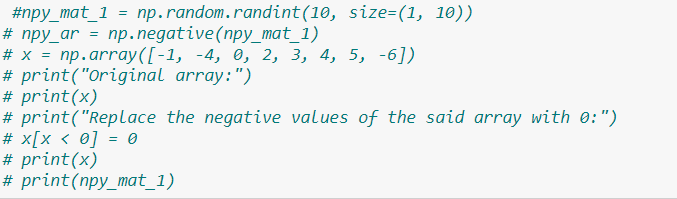 #npy_mat_1 = np.random.randint(10, size=(1, 10))
# npy_ar = np.negative(npy_mat_1)
# x = np.array([-1, -4, 0, 2, 3, 4, 5, -6])
# print("Original array:")
# print(x)
# print("Replace the negative values of the said array with 0:")
# x[x < 0] = 0
# print(x)
# print(npy_mat_1)